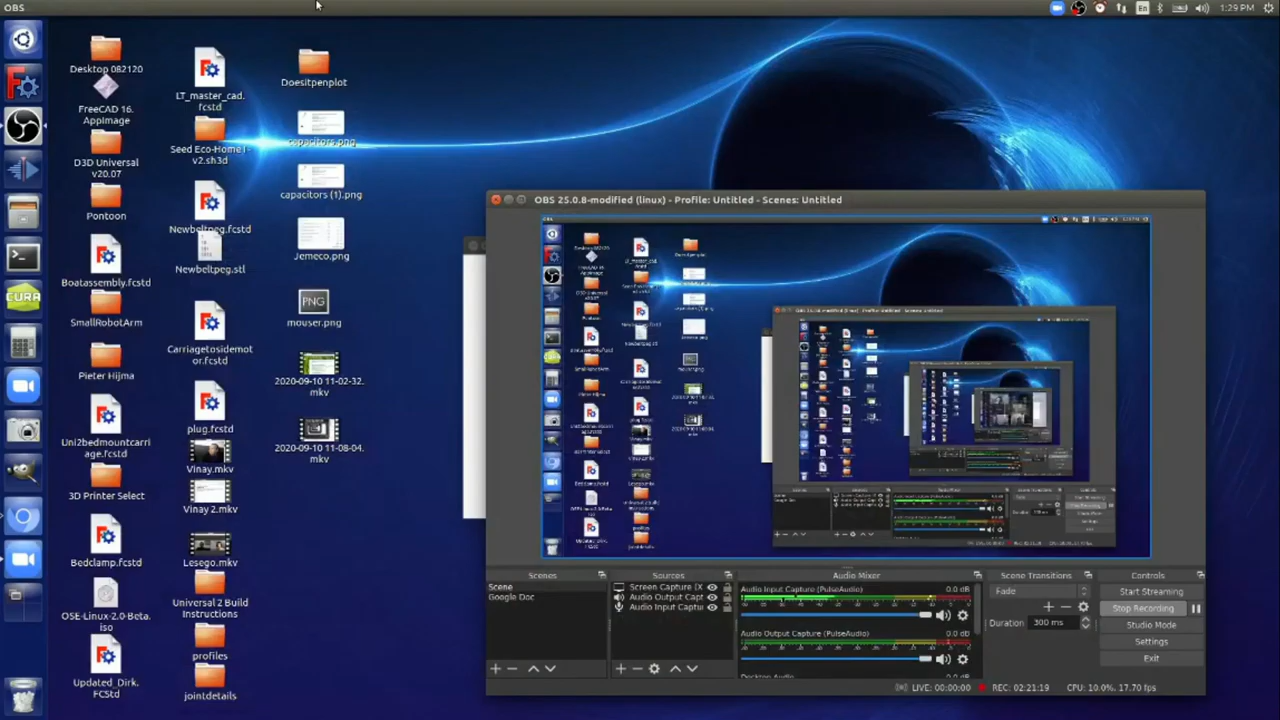 OBS
En
1:29 PM
Desktop 082120
FreeCAD 16.
AppImage
D3D Universal
v20.07
Pontoon
Boatassembly.fcstd
SmallRobotArm
Pieter Hijma
Uni2bedmountcarri
age.fcstd
3D Printer Select
Bedclamp.fcstd
OSE-Linux-2.0-Beta.
iso
Updated_Dirk.
FCStd
LT_master_cad.
fcstd
Seed Eco-Home1-
v2.sh3d
Newbeltpeg.fcstd
Newbeltpeg.stl
Carriagetosidemot
or.fcstd
plug.fcstd
Vinay.mkv
Vinay 2.mkv
Lesego.mkv
Universal 2 Build
Instructions
profiles
jointdetails
Doesitpenplot
capacitors.png
capacitors (1).png
Jemeco.png
PNG
mouser.png
2020-09-10 11-02-32.
mkv
2020-09-10 11-08-04.
mkv
CURA
OBS 25.0.8-modified (linux) - Profile: Untitled - Scenes: Untitled
Scenes
Scene
Google Doc
Sources
Screen Capture (X
Audio Output Capt
Audio Input Captu
Audio Mixer
Audio Input Capture (PulseAudio)
0.0 dB
Audio Output Capture (PulseAudio)
0.0 dB
Scene Transitions
Fade
Duration
300 ms
Controls
Start Streaming
Stop Recording
Studio Mode
Settings
Exit
LIVE: 00:00:00
REC: 02:21:19
CPU: 10.0%, 17.70 fps